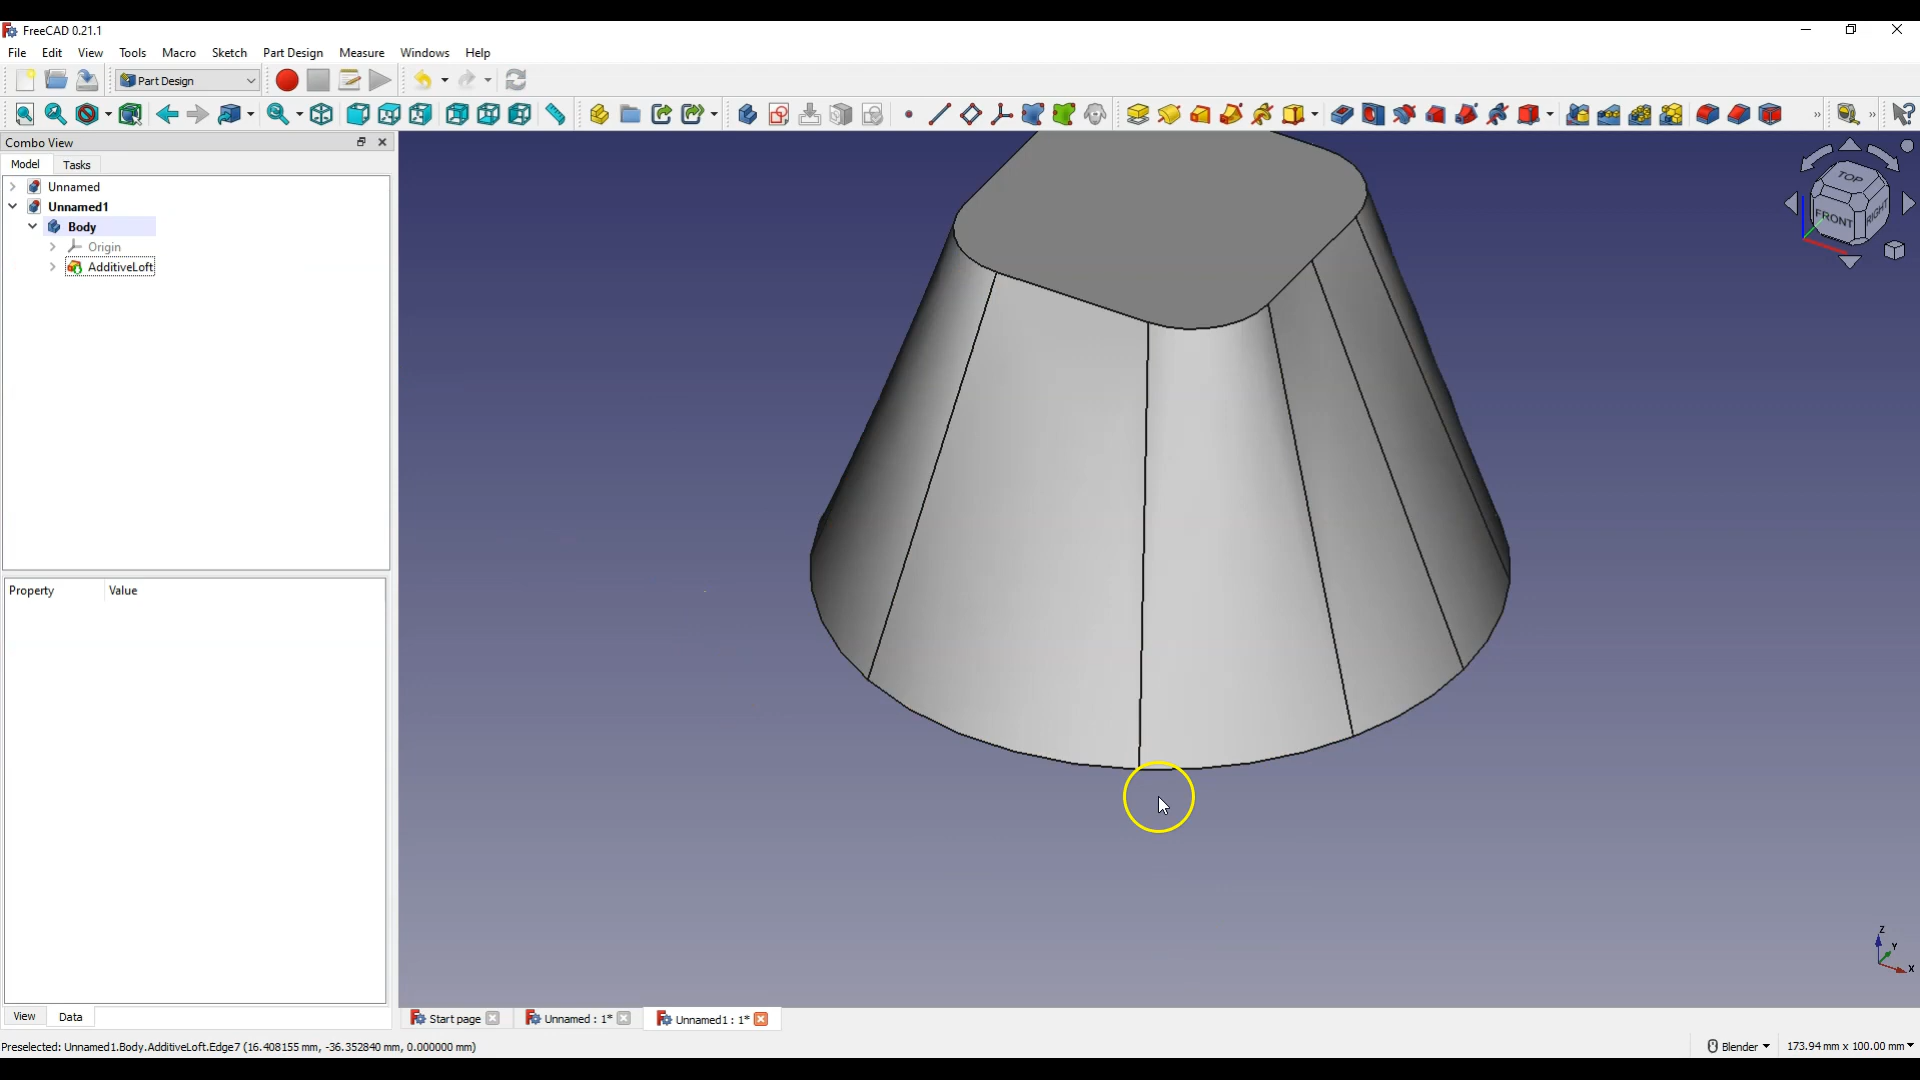 FreeCAD 0.21.1
File Edit View Tools Macro Sketch Part Design Measure Windows Help
Part Design
Combo View
Model Tasks
Unnamed
Unnamed1
Body
Origin
AdditiveLoft
TOP
FRONT RIGHT
Property Value
Z
Y
X
View Data
Start page Unnamed : 1* Unnamed1 : 1*
Preselected: Unnamed1.Body.AdditiveLoft.Edge7 (16.408155 mm, -36.352840 mm, 0.000000 mm)
Blender 173.94 mm x 100.00 mm